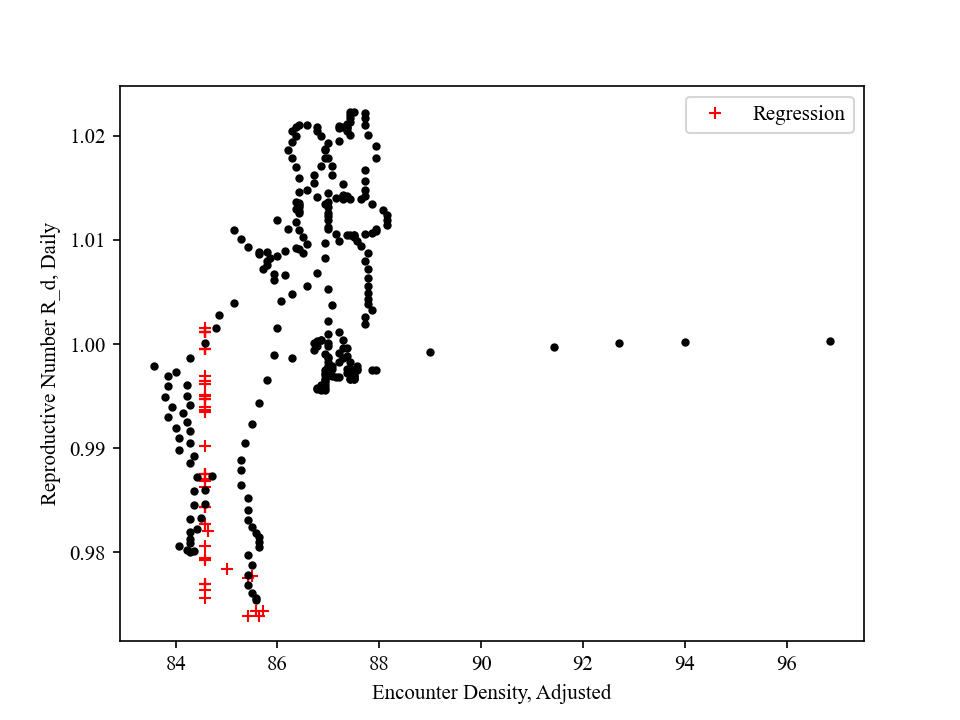 Regression
1.02
1.01
1.00
0.99
0.98
Reproductive Number R_d, Daily
84 86 88 90 92 94 96
Encounter Density, Adjusted